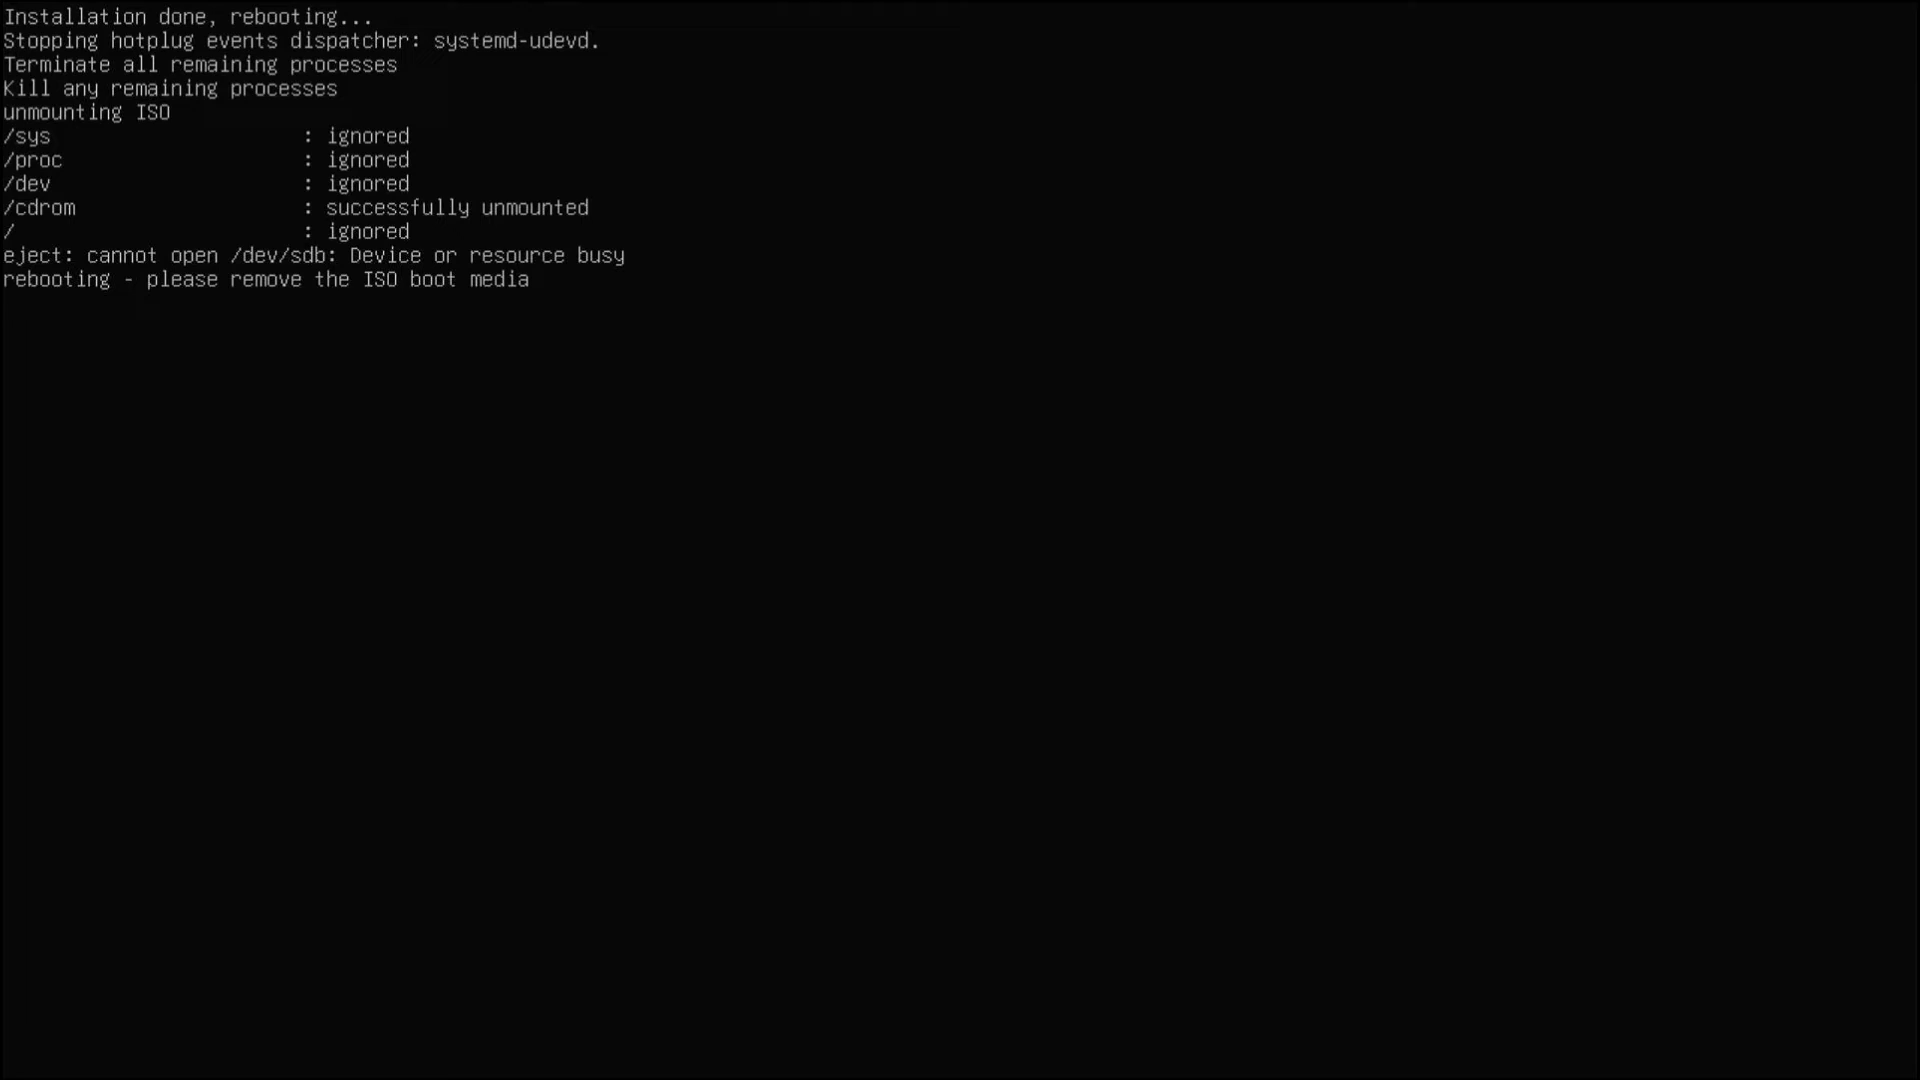 Installation done, rebooting...
Stopping hotplug events dispatcher: systemd-udevd.
Terminate all remaining processes
Kill any remaining processes
unmounting ISO
/sys : ignored
/proc : ignored
/dev : ignored
/cdrom : successfully unmounted
/ : ignored
eject: cannot open /dev/sdb: Device or resource busy
rebooting - please remove the ISO boot media